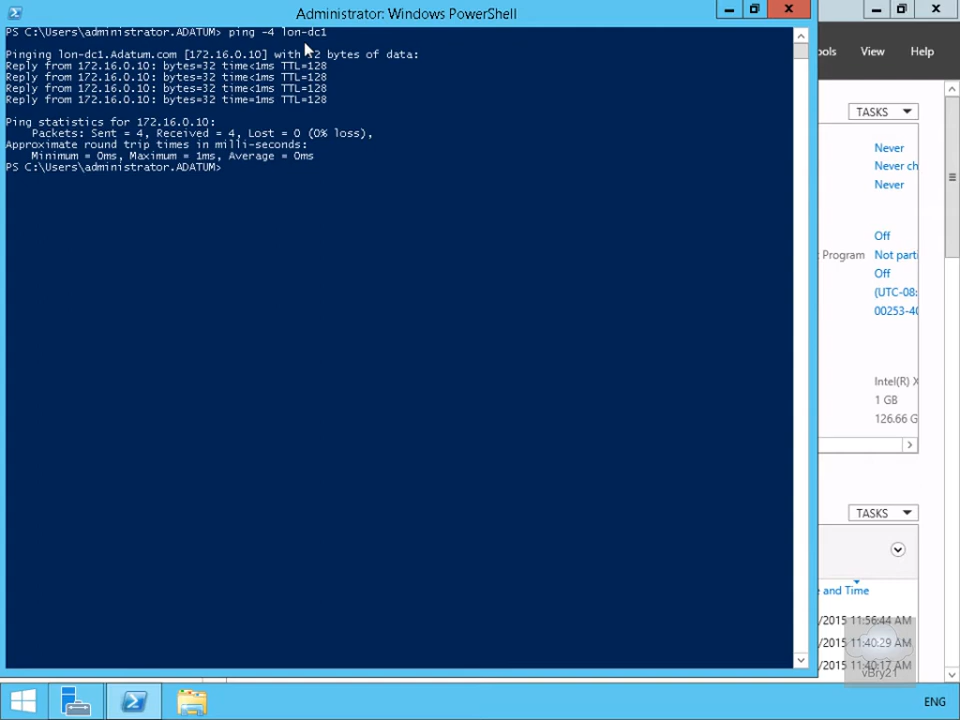 Administrator: Windows PowerShell
PS C:\Users\administrator.ADATUM> ping -4 lon-dc1
Pinging lon-dc1.Adatum.com [172.16.0.10] with 32 bytes of data:
Reply from 172.16.0.10: bytes=32 time<1ms TTL=128
Reply from 172.16.0.10: bytes=32 time=1ms TTL=128
Reply from 172.16.0.10: bytes=32 time<1ms TTL=128
Reply from 172.16.0.10: bytes=32 time=1ms TTL=128
Ping statistics for 172.16.0.10:
Packets: Sent = 4, Received = 4, Lost = 0 (0% loss),
Approximate round trip times in milli-seconds:
Minimum = 0ms, Maximum = 1ms, Average = 0ms
PS C:\Users\administrator.ADATUM>
ools View Help
TASKS
Never
Never ch
Never
Off
Program Not parti
Off
(UTC-08:
00253-40
Intel(R) X
1 GB
126.66 G
TASKS
e and Time
/2015 11:56:44 AM
/2015 11:40:29 AM
/2015 11:40:17 AM
vBry21
ENG